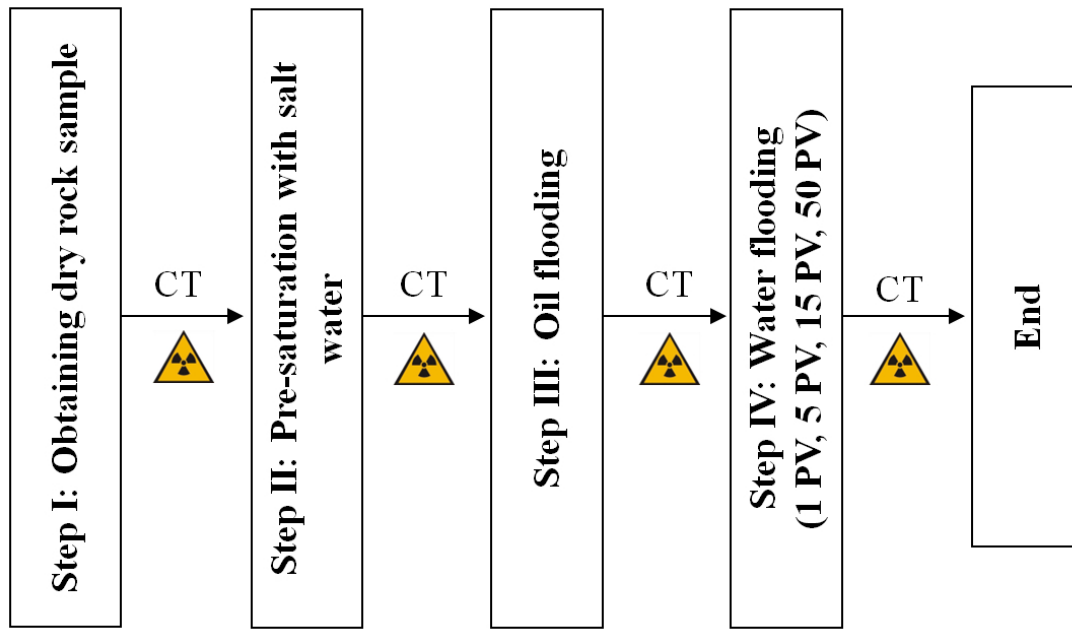 Step I: Obtaining dry rock sample
CT
Step II: Pre-saturation with salt
water
CT
Step III: Oil flooding
CT
Step IV: Water flooding
(1 PV, 5 PV, 15 PV, 50 PV)
CT
End